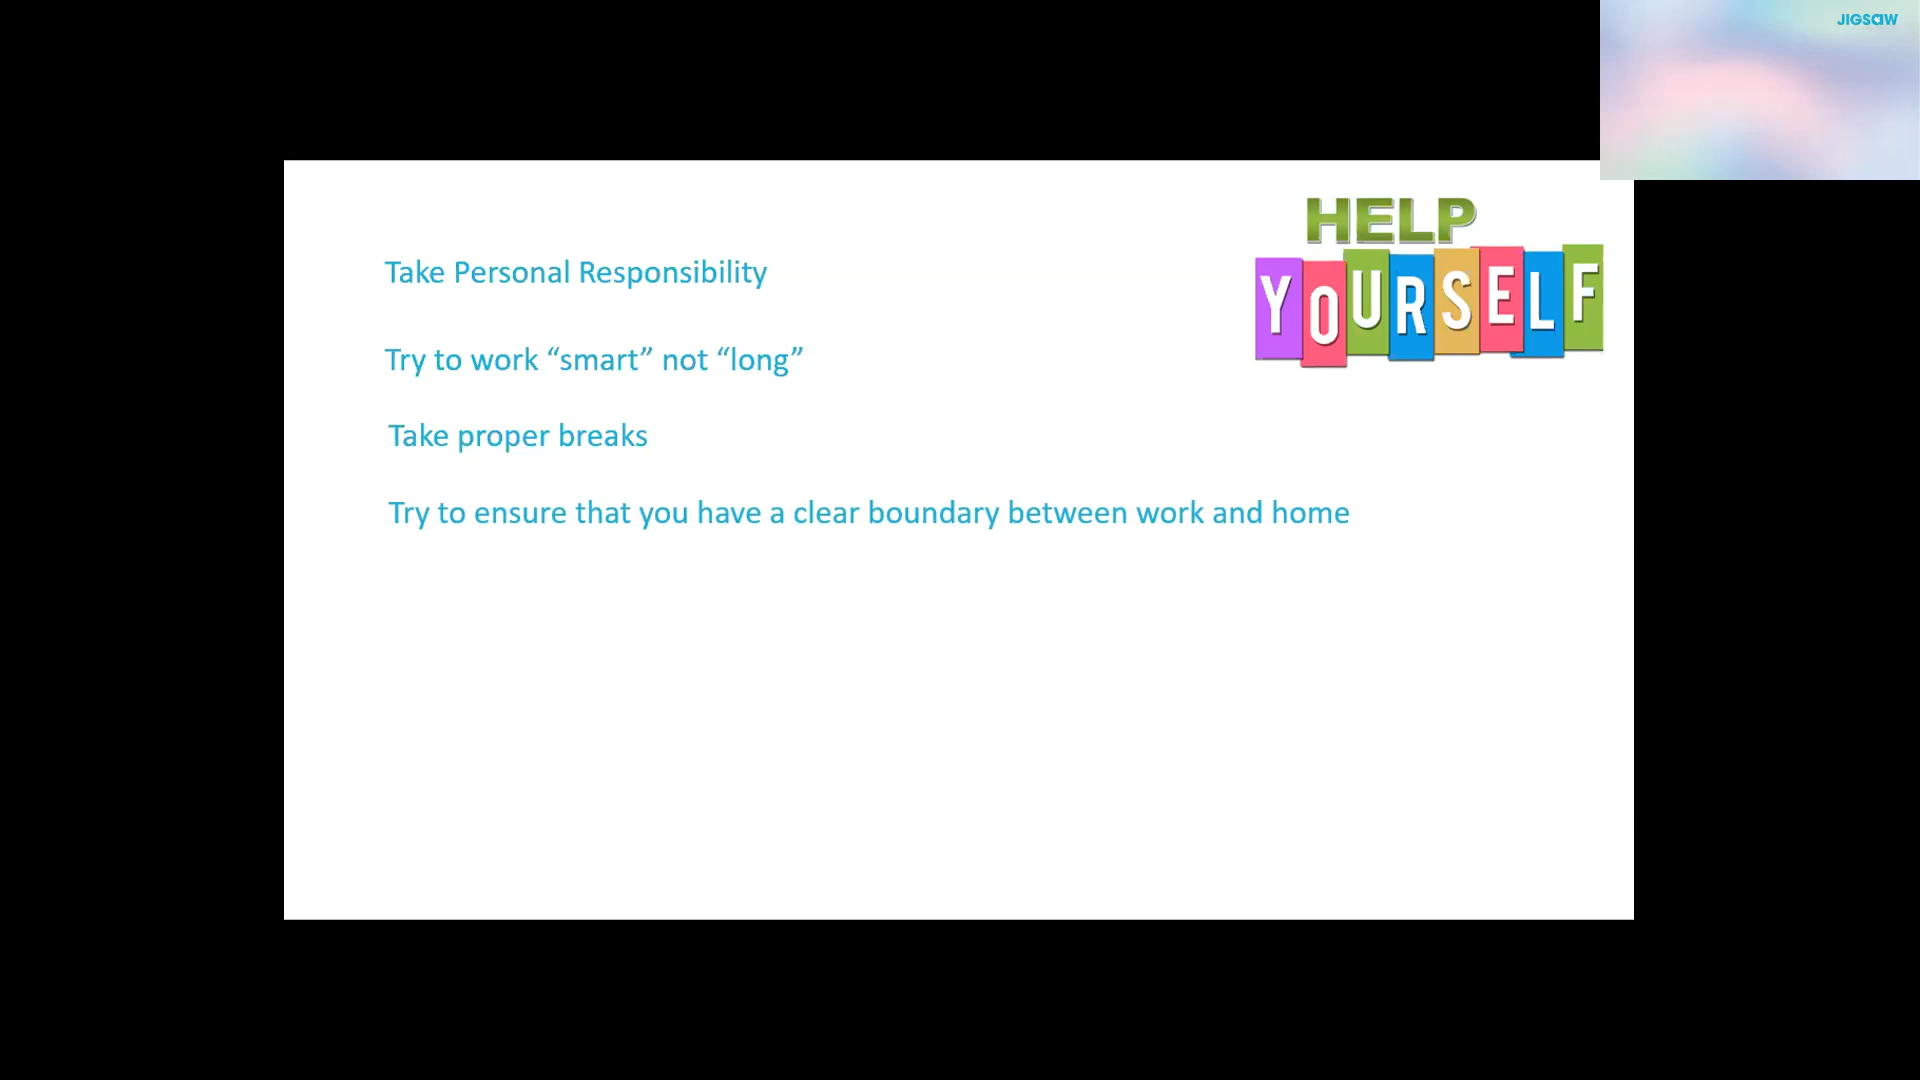 JIGSAW
HELP
YOURSELF
Take Personal Responsibility
Try to work “smart” not “long”
Take proper breaks
Try to ensure that you have a clear boundary between work and home